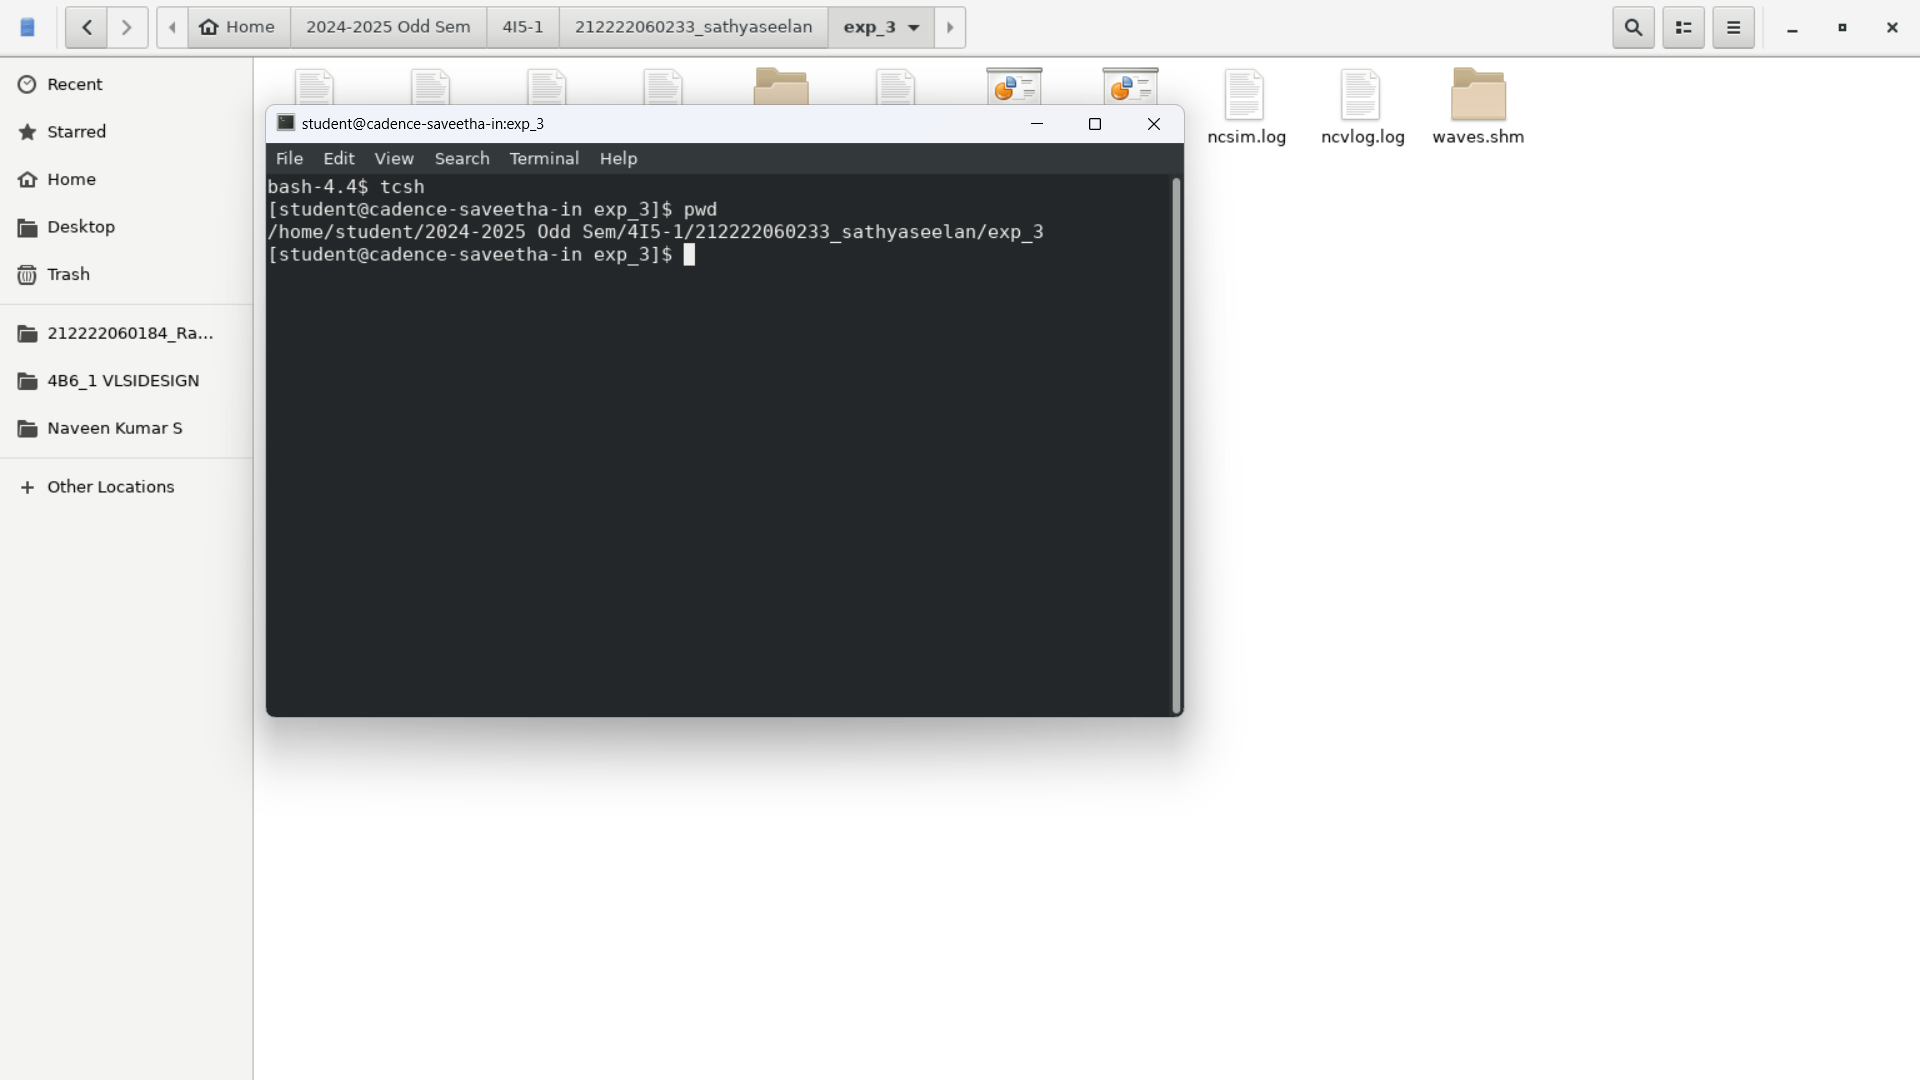 Home 2024-2025 Odd Sem 4I5-1 212222060233_sathyaseelan exp_3
Recent
Starred
Home
Desktop
Trash
212222060184_Ra...
4B6_1 VLSIDESIGN
Naveen Kumar S
Other Locations
ncsim.log ncvlog.log waves.shm
student@cadence-saveetha-in:exp_3
File Edit View Search Terminal Help
bash-4.4$ tcsh
[student@cadence-saveetha-in exp_3]$ pwd
/home/student/2024-2025 Odd Sem/4I5-1/212222060233_sathyaseelan/exp_3
[student@cadence-saveetha-in exp_3]$